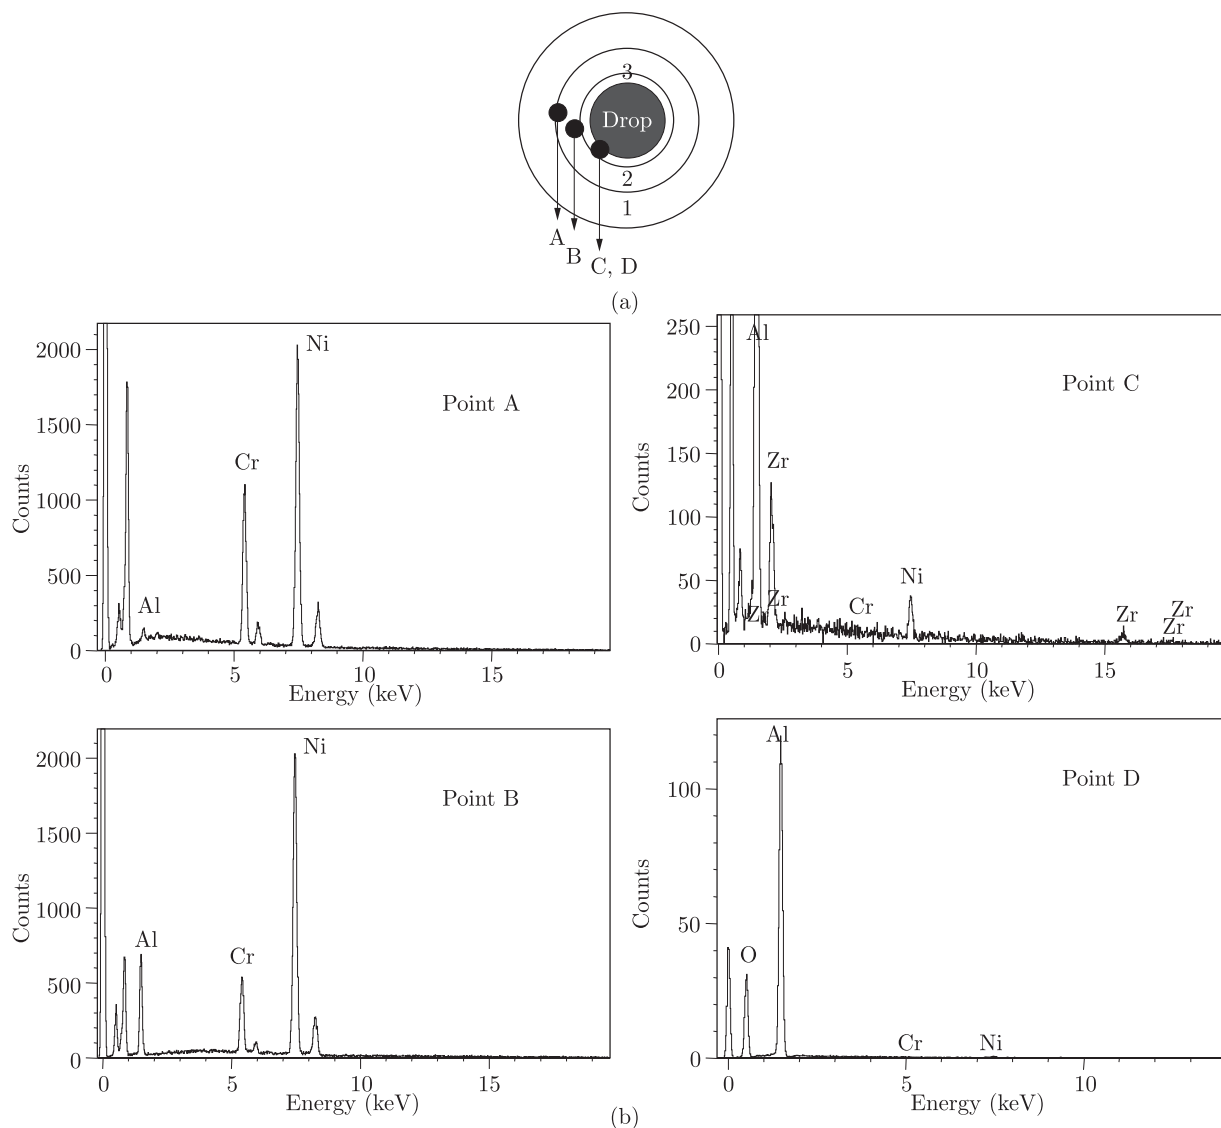 3
Drop
2
1
A
B
C, D
(a)
2000
1500
1000
500
0
Counts
Ni
Point A
Cr
Al
0 5 10 15
Energy (keV)
250
200
150
100
50
0
Counts
Al
Point C
Zr
Ni
Zr
Zr
Cr
Zr
Zr
Zr
0 5 10 15
Energy (keV)
2000
1500
1000
500
0
Counts
Ni
Point B
Al
Cr
0 5 10 15
Energy (keV)
100
50
0
Counts
Al
Point D
O
Cr
Ni
0 5 10
Energy (keV)
(b)